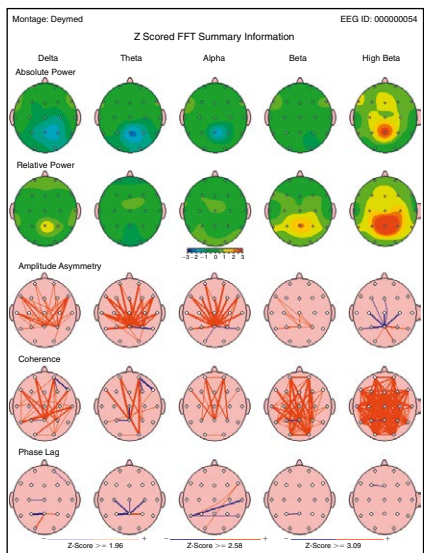 Montage: Deymed EEG ID: 000000054
Z Scored FFT Summary Information
Delta Theta Alpha Beta High Beta
Absolute Power
Relative Power
-3 -2 -1 0 1 2 3
Amplitude Asymmetry
Coherence
Phase Lag
- + - + - +
Z-Score >= 1.96 Z-Score >= 2.58 Z-Score >= 3.09